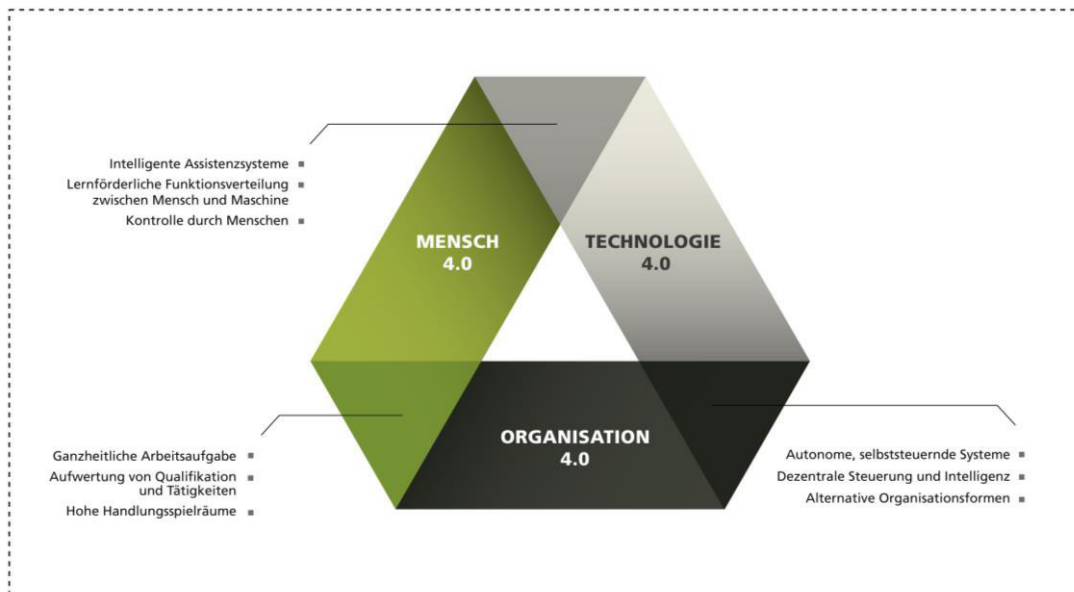 Intelligente Assistenzsysteme ■
Lernförderliche Funktionsverteilung ■
zwischen Mensch und Maschine
Kontrolle durch Menschen ■
MENSCH
4.0
TECHNOLOGIE
4.0
ORGANISATION
4.0
Ganzheitliche Arbeitsaufgabe ■
Aufwertung von Qualifikation ■
und Tätigkeiten
Hohe Handlungsspielräume ■
Autonome, selbststeuernde Systeme ■
Dezentrale Steuerung und Intelligenz ■
Alternative Organisationsformen ■